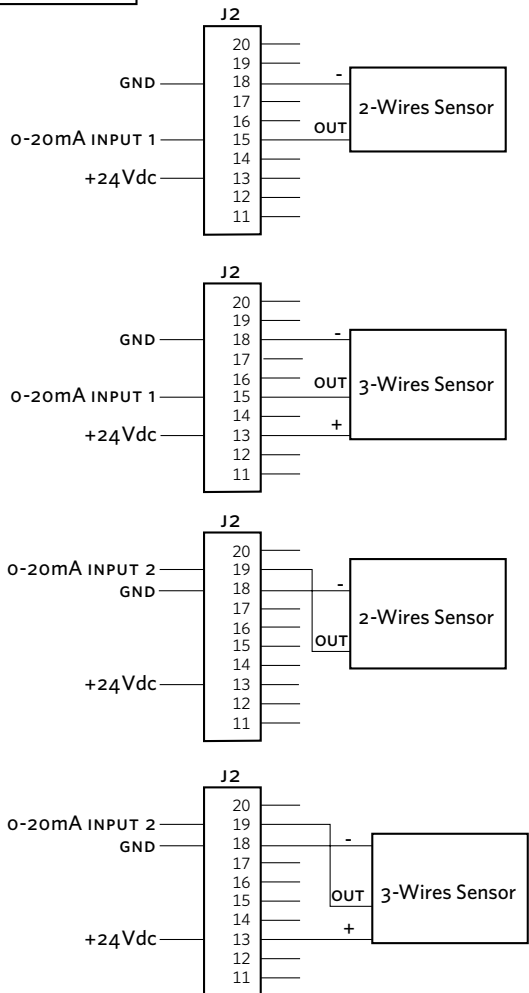 J2
20
19
GND 18 -
17
16
0-20mA INPUT 1 15 OUT 2-Wires Sensor
14
+24Vdc 13
12
11
J2
20
19
GND 18 -
17
16
0-20mA INPUT 1 15 OUT 3-Wires Sensor
14
+24Vdc 13 +
12
11
J2
20
0-20mA INPUT 2 19
GND 18 -
17
16
15 OUT 2-Wires Sensor
14
+24Vdc 13
12
11
J2
20
0-20mA INPUT 2 19
GND 18 -
17
16
15 OUT 3-Wires Sensor
14
+24Vdc 13 +
12
11